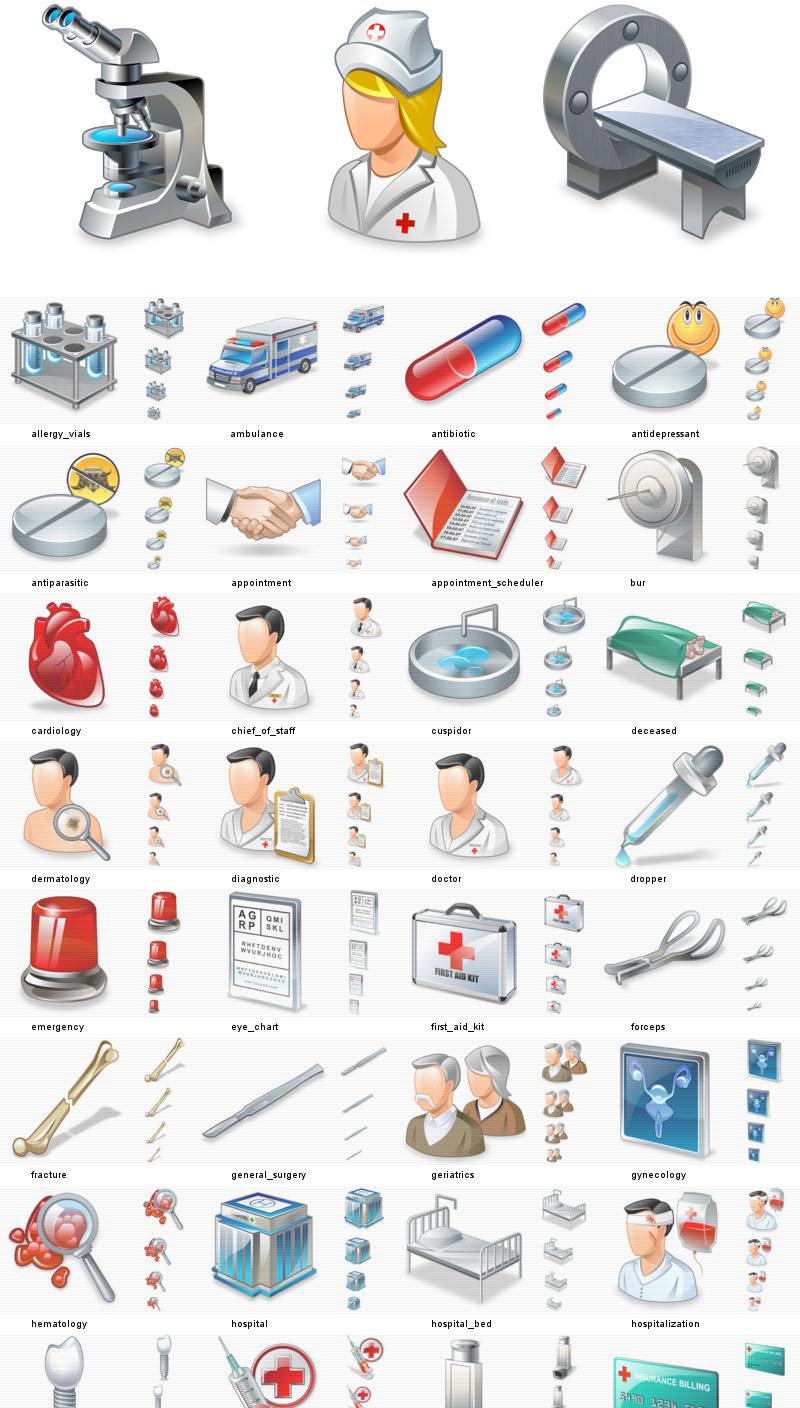 allergy_vials
ambulance
antibiotic
antidepressant
antiparasitic
appointment
appointment_scheduler
bur
cardiology
chief_of_staff
cuspidor
deceased
dermatology
diagnostic
doctor
dropper
AG QMI
RP SKL
RHFTDENV
WVURJHOC
FIRST AID KIT
emergency
eye_chart
first_aid_kit
forceps
fracture
general_surgery
geriatrics
gynecology
HOSPITAL
hematology
hospital
hospital_bed
hospitalization
INSURANCE BILLING